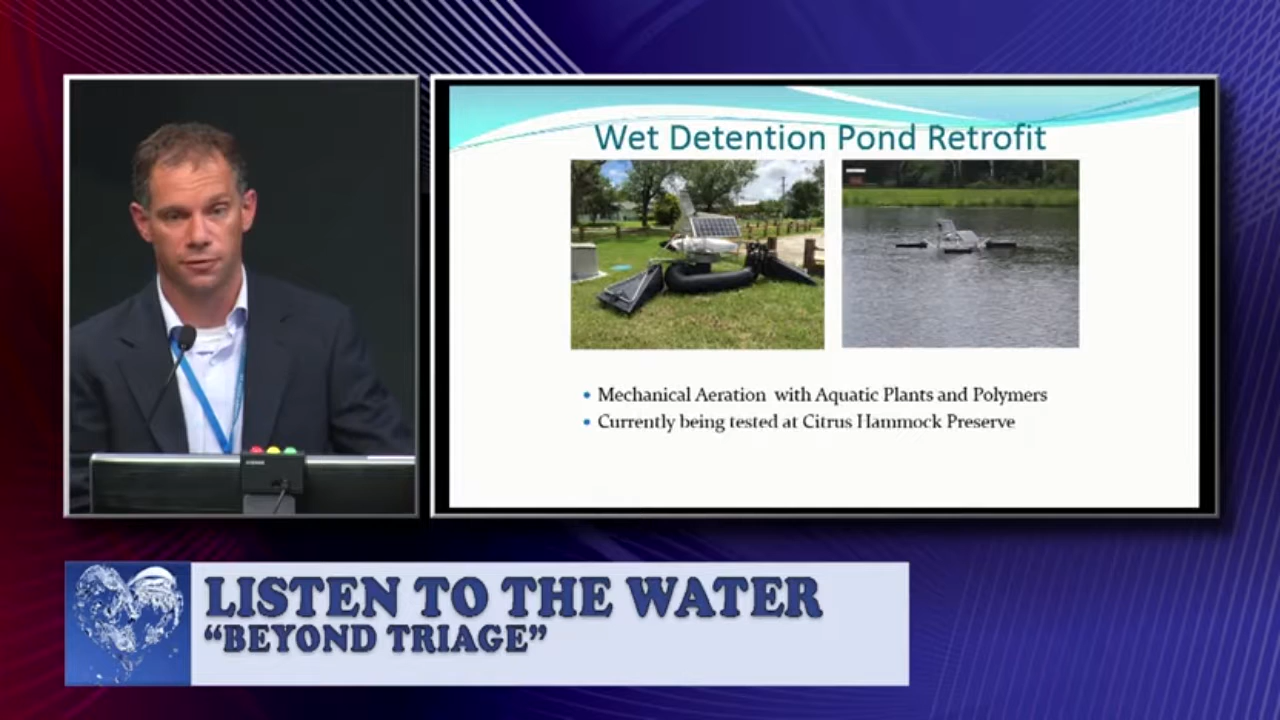 Wet Detention Pond Retrofit
• Mechanical Aeration with Aquatic Plants and Polymers
• Currently being tested at Citrus Hammock Preserve
LISTEN TO THE WATER
“BEYOND TRIAGE”